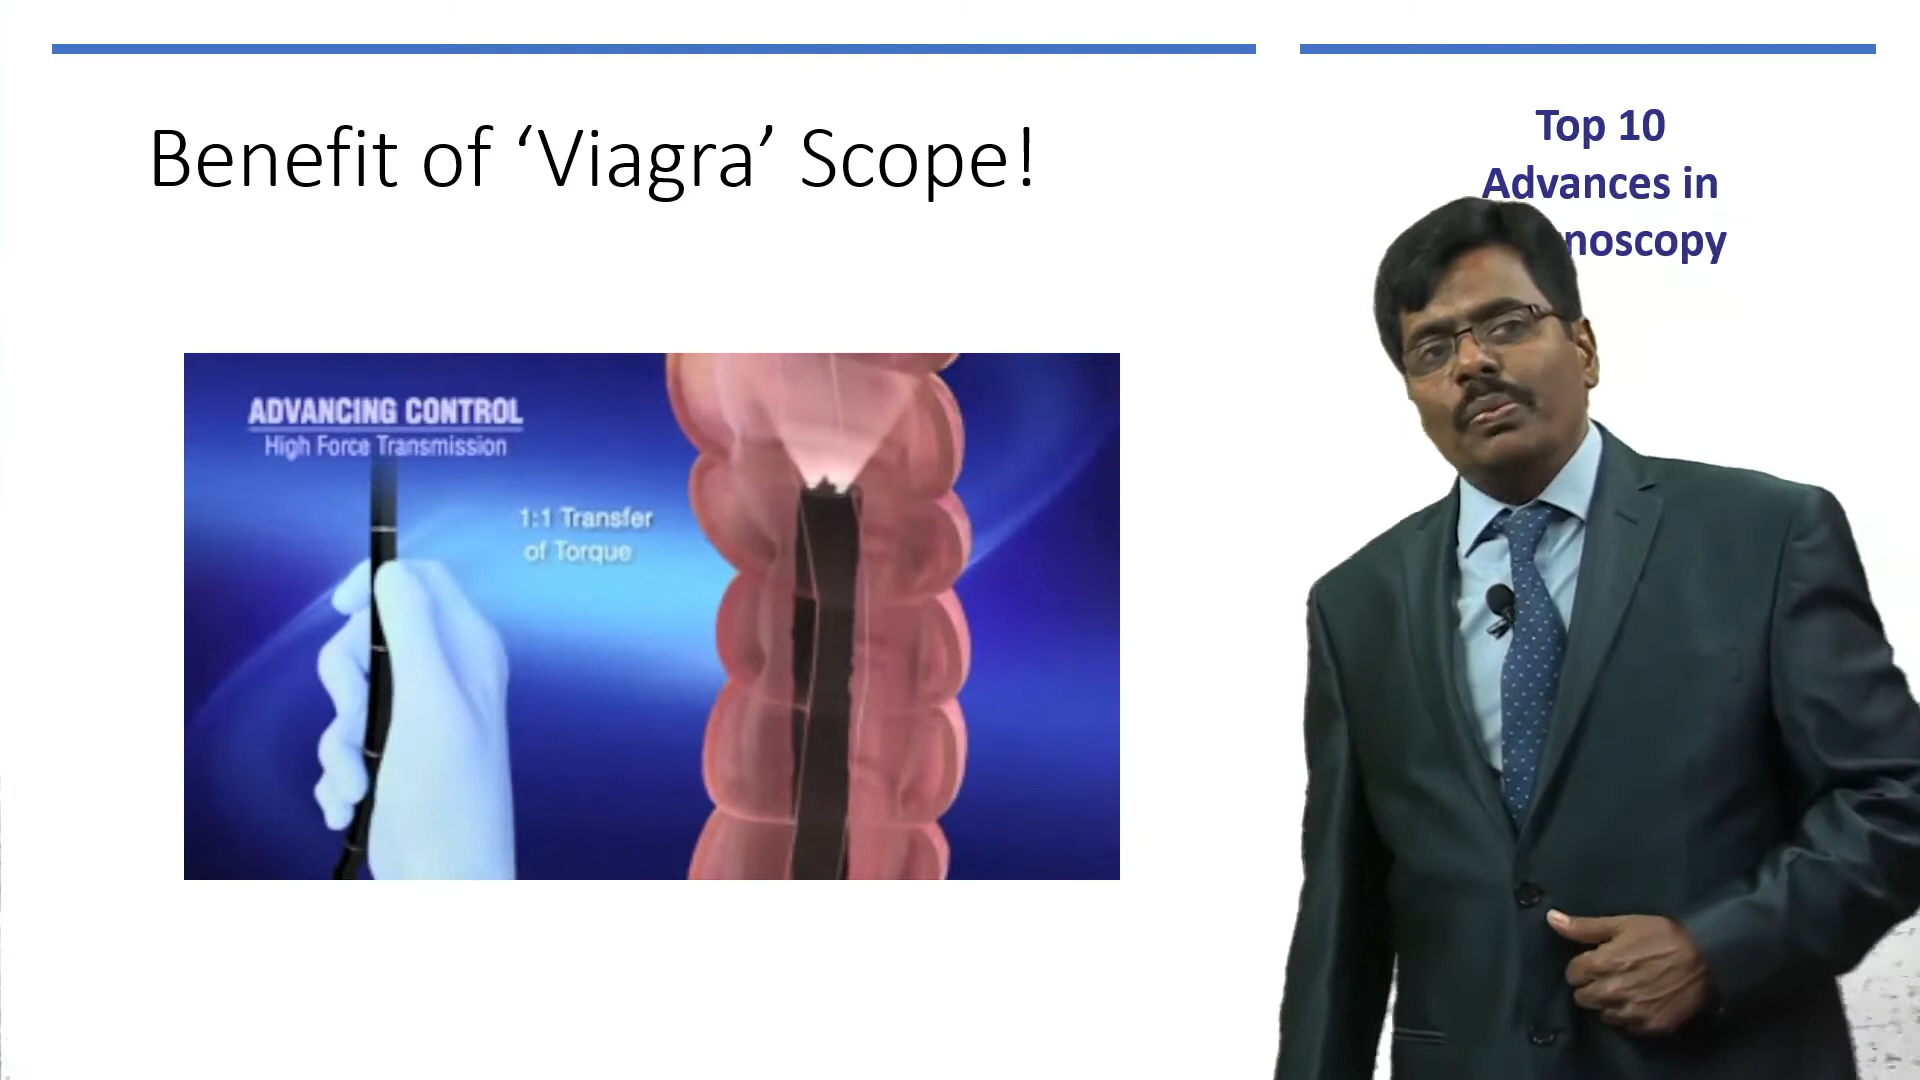 Benefit of ‘Viagra’ Scope!
Top 10
Advances in
noscopy
ADVANCING CONTROL
High Force Transmission
1:1 Transfer
of Torque